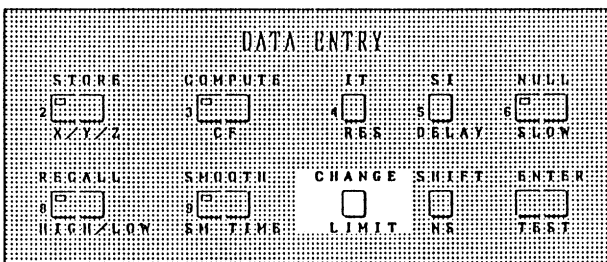 DATA ENTRY
STORE COMPUTE IT SI NULL
2 3 4 5 6
X/Y/Z CF RES DELAY SLOW
RECALL SMOOTH CHANGE SHIFT ENTER
8 9
HIGH/LOW SM TIME LIMIT NS TEST